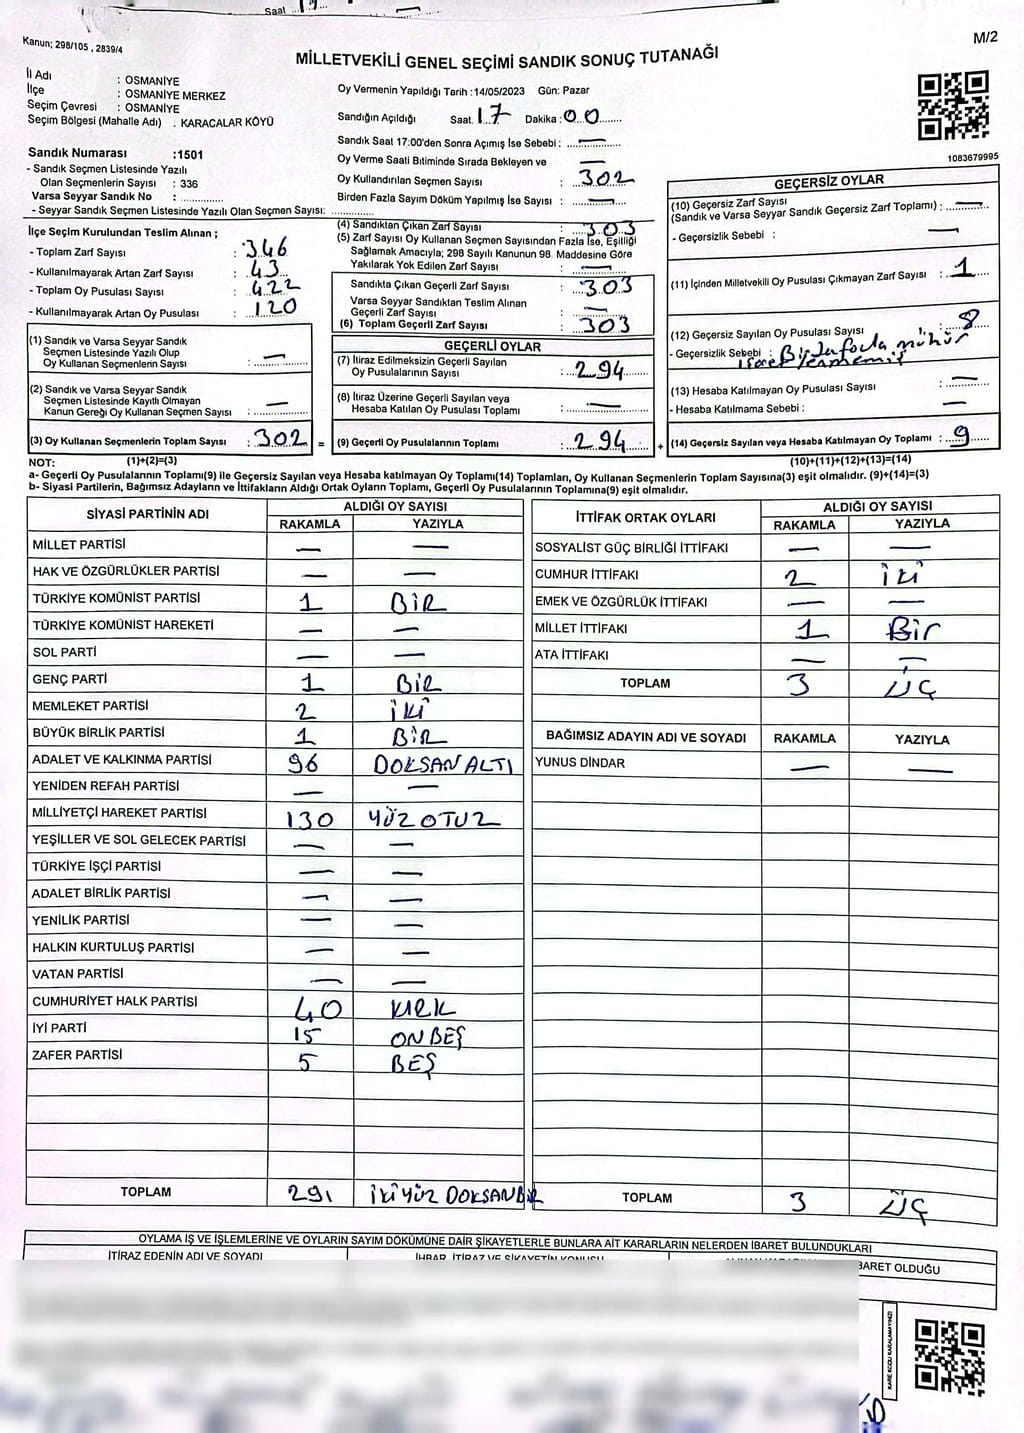 Saat
Kanun; 298/105 , 2839/4
M/2
MİLLETVEKİLİ GENEL SEÇİMİ SANDIK SONUÇ TUTANAĞI
İl Adı : OSMANİYE
İlçe : OSMANİYE MERKEZ
Seçim Çevresi : OSMANİYE
Seçim Bölgesi (Mahalle Adı) . KARACALAR KÖYÜ
Sandık Numarası :1501
- Sandık Seçmen Listesinde Yazılı
Olan Seçmenlerin Sayısı : 336
Varsa Seyyar Sandık No :
- Seyyar Sandık Seçmen Listesinde Yazılı Olan Seçmen Sayısı:
Oy Vermenin Yapıldığı Tarih :14/05/2023 Gün: Pazar
Sandığın Açıldığı Saat: 17 Dakika: 00
Sandık Saat 17:00'den Sonra Açımış İse Sebebi : —
Oy Verme Saati Bitiminde Sırada Bekleyen ve —
Oy Kullandırılan Seçmen Sayısı : 302
Birden Fazla Sayım Döküm Yapılmış İse Sayısı : —
1083679995
İlçe Seçim Kurulundan Teslim Alınan ;
- Toplam Zarf Sayısı : 346
- Kullanılmayarak Artan Zarf Sayısı : 43
- Toplam Oy Pusulası Sayısı : 422
- Kullanılmayarak Artan Oy Pusulası : 120
(1) Sandık ve Varsa Seyyar Sandık
Seçmen Listesinde Yazılı Olup
Oy Kullanan Seçmenlerin Sayısı : —
(2) Sandık ve Varsa Seyyar Sandık
Seçmen Listesinde Kayıtlı Olmayan
Kanun Gereği Oy Kullanan Seçmen Sayısı : —
(3) Oy Kullanan Seçmenlerin Toplam Sayısı : 302 =
(4) Sandıktan Çıkan Zarf Sayısı : 303
(5) Zarf Sayısı Oy Kullanan Seçmen Sayısından Fazla İse, Eşitliği
Sağlamak Amacıyla; 298 Sayılı Kanunun 98. Maddesine Göre
Yakılarak Yok Edilen Zarf Sayısı : —
Sandıkta Çıkan Geçerli Zarf Sayısı : 303
Varsa Seyyar Sandıktan Teslim Alınan
Geçerli Zarf Sayısı : —
(6) Toplam Geçerli Zarf Sayısı : 303
GEÇERLİ OYLAR
(7) İtiraz Edilmeksizin Geçerli Sayılan
Oy Pusulalarının Sayısı : 294
(8) İtiraz Üzerine Geçerli Sayılan veya
Hesaba Katılan Oy Pusulası Toplamı : —
(9) Geçerli Oy Pusulalarının Toplamı : 294 +
GEÇERSİZ OYLAR
(10) Geçersiz Zarf Sayısı
(Sandık ve Varsa Seyyar Sandık Geçersiz Zarf Toplamı) : —
- Geçersizlik Sebebi : —
(11) İçinden Milletvekili Oy Pusulası Çıkmayan Zarf Sayısı : 1
(12) Geçersiz Sayılan Oy Pusulası Sayısı : 8
- Geçersizlik Sebebi : Birden fazla mühür
(13) Hesaba Katılmayan Oy Pusulası Sayısı : —
- Hesaba Katılmama Sebebi : —
(14) Geçersiz Sayılan veya Hesaba Katılmayan Oy Toplamı : 9
NOT: (1)+(2)=(3)
(10)+(11)+(12)+(13)=(14)
a- Geçerli Oy Pusulalarının Toplamı(9) ile Geçersiz Sayılan veya Hesaba katılmayan Oy Toplamı(14) Toplamları, Oy Kullanan Seçmenlerin Toplam Sayısına(3) eşit olmalıdır. (9)+(14)=(3)
b- Siyasi Partilerin, Bağımsız Adayların ve İttifakların Aldığı Ortak Oyların Toplamı, Geçerli Oy Pusulalarının Toplamına(9) eşit olmalıdır.
SİYASİ PARTİNİN ADI ALDIĞI OY SAYISI
RAKAMLA YAZIYLA
MİLLET PARTİSİ — —
HAK VE ÖZGÜRLÜKLER PARTİSİ — —
TÜRKİYE KOMÜNİST PARTİSİ 1 BİR
TÜRKİYE KOMÜNİST HAREKETİ — —
SOL PARTİ — —
GENÇ PARTİ 1 BİR
MEMLEKET PARTİSİ 2 İKİ
BÜYÜK BİRLİK PARTİSİ 1 BİR
ADALET VE KALKINMA PARTİSİ 96 DOKSANALTI
YENİDEN REFAH PARTİSİ — —
MİLLİYETÇİ HAREKET PARTİSİ 130 YÜZOTUZ
YEŞİLLER VE SOL GELECEK PARTİSİ — —
TÜRKİYE İŞÇİ PARTİSİ — —
ADALET BİRLİK PARTİSİ — —
YENİLİK PARTİSİ — —
HALKIN KURTULUŞ PARTİSİ — —
VATAN PARTİSİ — —
CUMHURİYET HALK PARTİSİ 40 KIRK
İYİ PARTİ 15 ONBEŞ
ZAFER PARTİSİ 5 BEŞ
TOPLAM 291 İKİYÜZ DOKSANBİR
İTTİFAK ORTAK OYLARI ALDIĞI OY SAYISI
RAKAMLA YAZIYLA
SOSYALİST GÜÇ BİRLİĞİ İTTİFAKI — —
CUMHUR İTTİFAKI 2 İKİ
EMEK VE ÖZGÜRLÜK İTTİFAKI — —
MİLLET İTTİFAKI 1 Bir
ATA İTTİFAKI — —
TOPLAM 3 ÜÇ
BAĞIMSIZ ADAYIN ADI VE SOYADI RAKAMLA YAZIYLA
YUNUS DİNDAR — —
TOPLAM 3 ÜÇ
OYLAMA İŞ VE İŞLEMLERİNE VE OYLARIN SAYIM DÖKÜMÜNE DAİR ŞİKAYETLERLE BUNLARA AİT KARARLARIN NELERDEN İBARET BULUNDUKLARI
İTİRAZ EDENİN ADI VE SOYADI İHBAR, İTİRAZ VE ŞİKAYETİN KONUSU
BARET OLDUĞU
KARE KODU KARALAMAYINIZ!